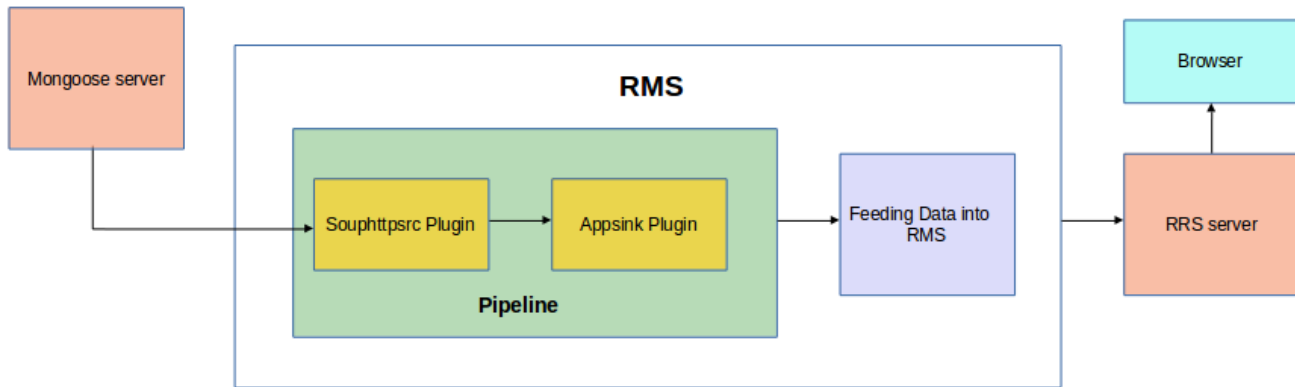 Mongoose server
RMS
Souphttpsrc Plugin
Appsink Plugin
Pipeline
Feeding Data into
RMS
Browser
RRS server